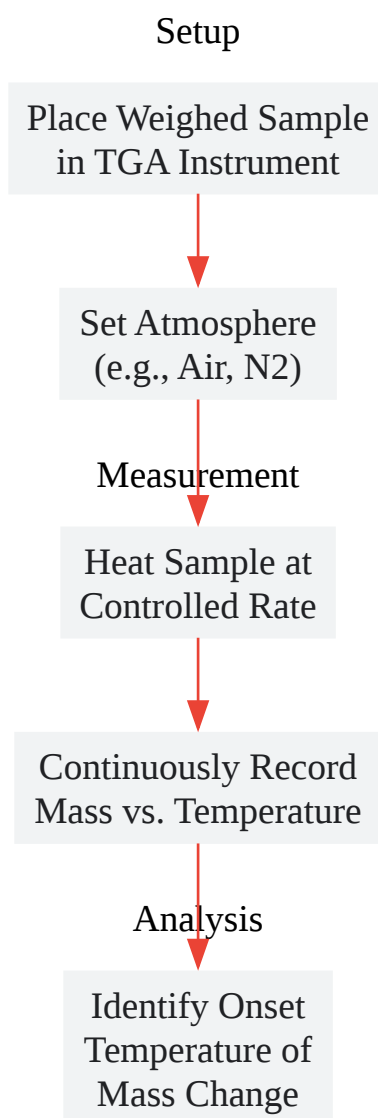 Setup
Place Weighed Sample
in TGA Instrument
Set Atmosphere
(e.g., Air, N2)
Measurement
Heat Sample at
Controlled Rate
Continuously Record
Mass vs. Temperature
Analysis
Identify Onset
Temperature of
Mass Change